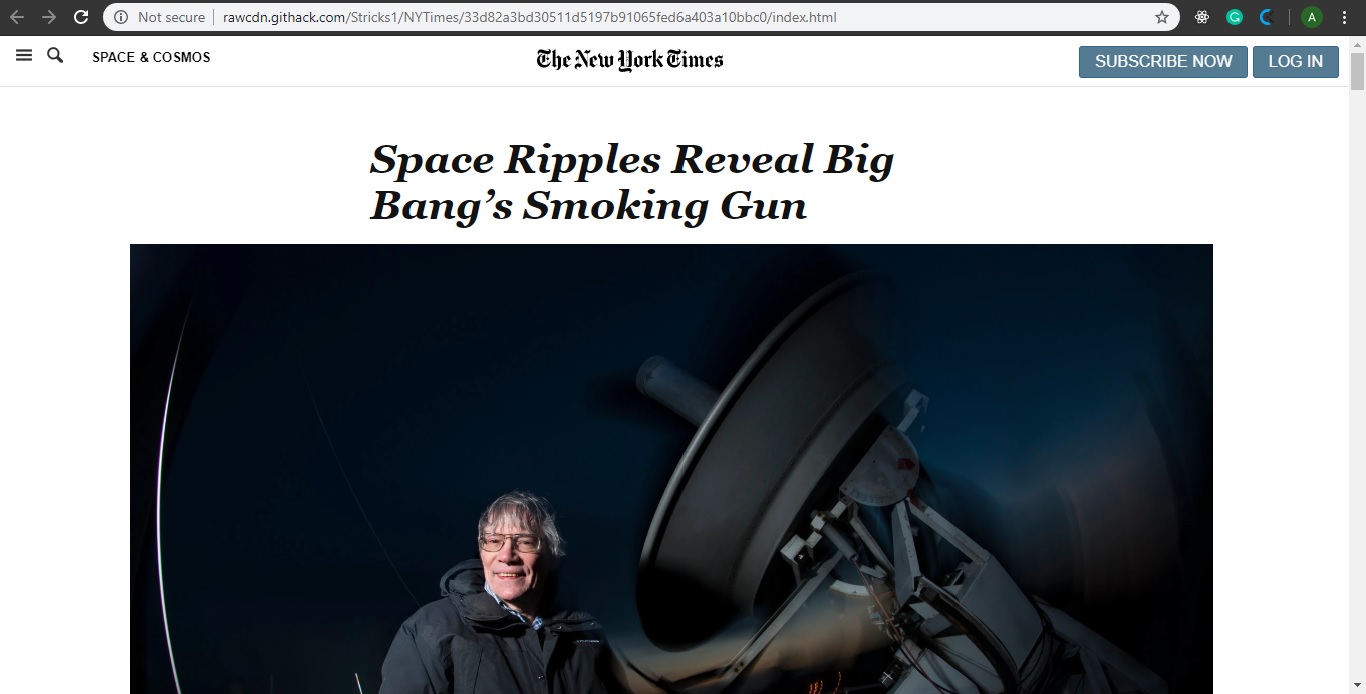 Not secure
rawcdn.githack.com/Stricks1/NYTimes/33d82a3bd30511d5197b91065fed6a403a10bbc0/index.html
A
SPACE & COSMOS
The New York Times
SUBSCRIBE NOW
LOG IN
Space Ripples Reveal Big
Bang’s Smoking Gun